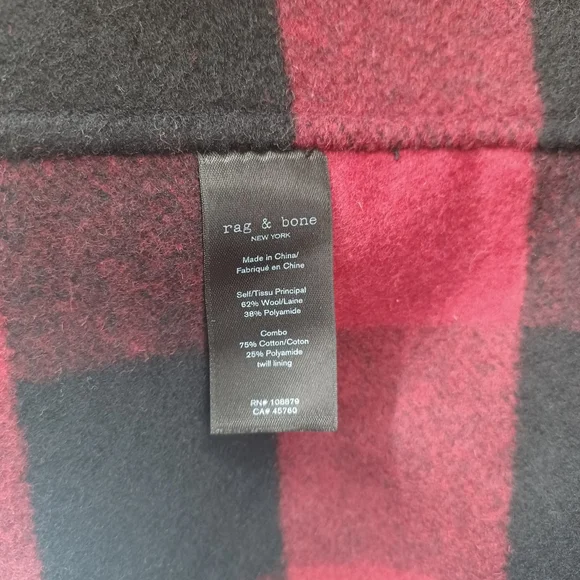 rag & bone
NEW YORK
Made in China/
Fabriqué en Chine
Self/Tissu Principal
62% Wool/Laine
38% Polyamide
Combo
75% Cotton/Coton
25% Polyamide
twill lining
RN# 108879
CA# 45760